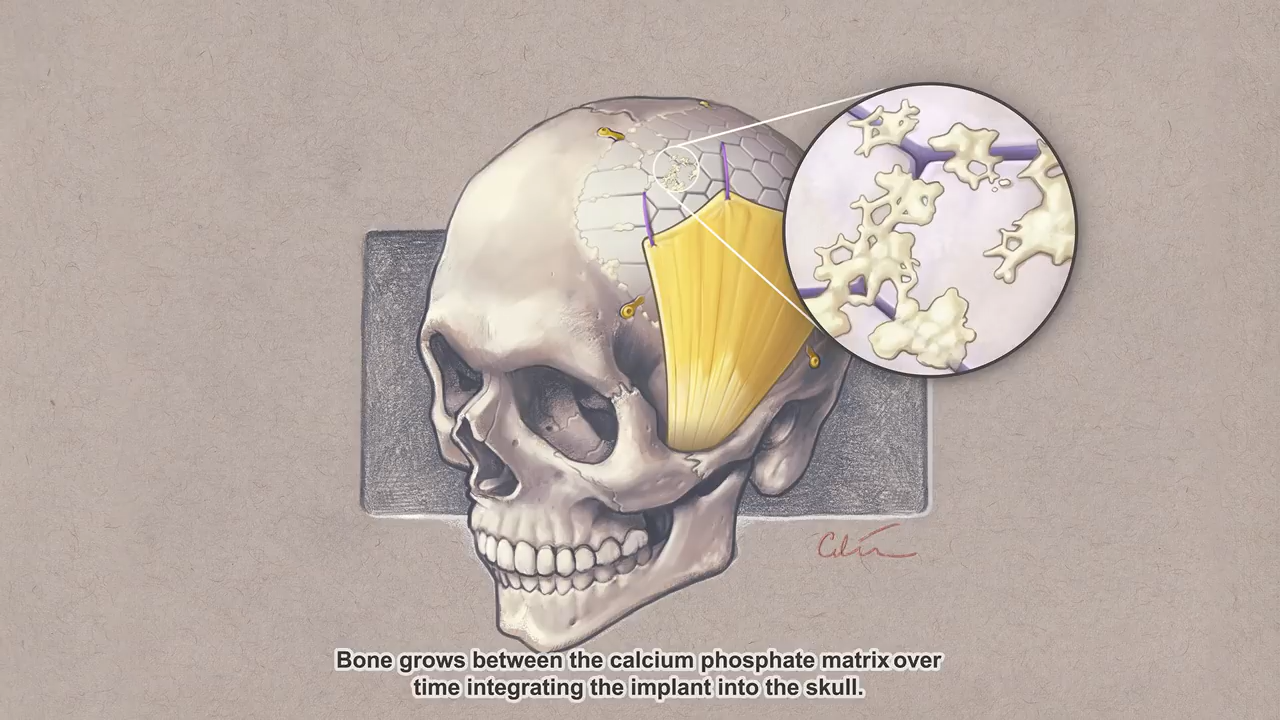 Bone grows between the calcium phosphate matrix over
time integrating the implant into the skull.